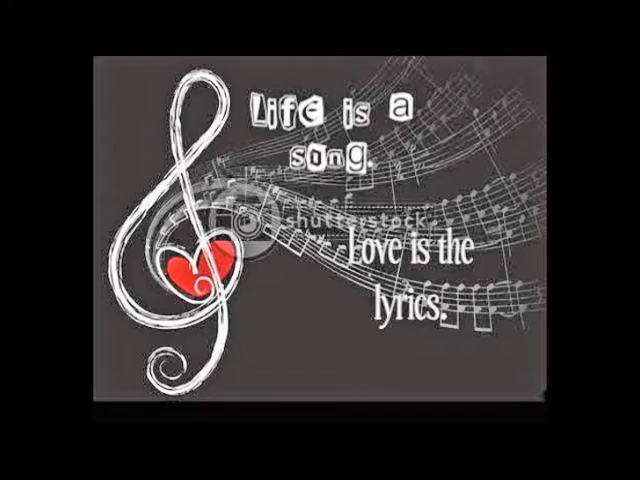 Life is a
song.
shutterstock
Love is the
lyrics.